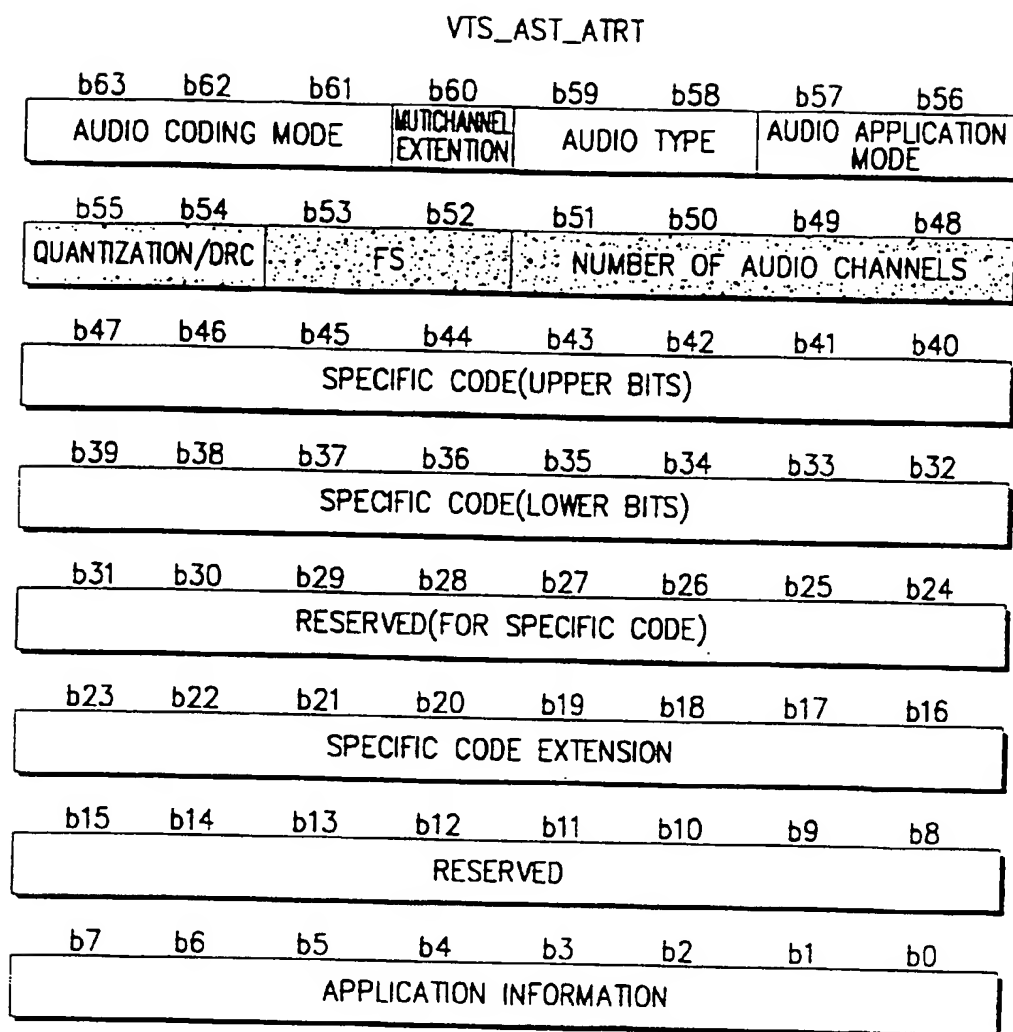 VTS_AST_ATRT
b63 b62 b61 b60 b59 b58 b57 b56
AUDIO CODING MODE
MUTICHANNEL
EXTENTION
AUDIO TYPE
AUDIO APPLICATION
MODE
b55 b54 b53 b52 b51 b50 b49 b48
QUANTIZATION/DRC
FS
NUMBER OF AUDIO CHANNELS
b47 b46 b45 b44 b43 b42 b41 b40
SPECIFIC CODE(UPPER BITS)
b39 b38 b37 b36 b35 b34 b33 b32
SPECIFIC CODE(LOWER BITS)
b31 b30 b29 b28 b27 b26 b25 b24
RESERVED(FOR SPECIFIC CODE)
b23 b22 b21 b20 b19 b18 b17 b16
SPECIFIC CODE EXTENSION
b15 b14 b13 b12 b11 b10 b9 b8
RESERVED
b7 b6 b5 b4 b3 b2 b1 b0
APPLICATION INFORMATION